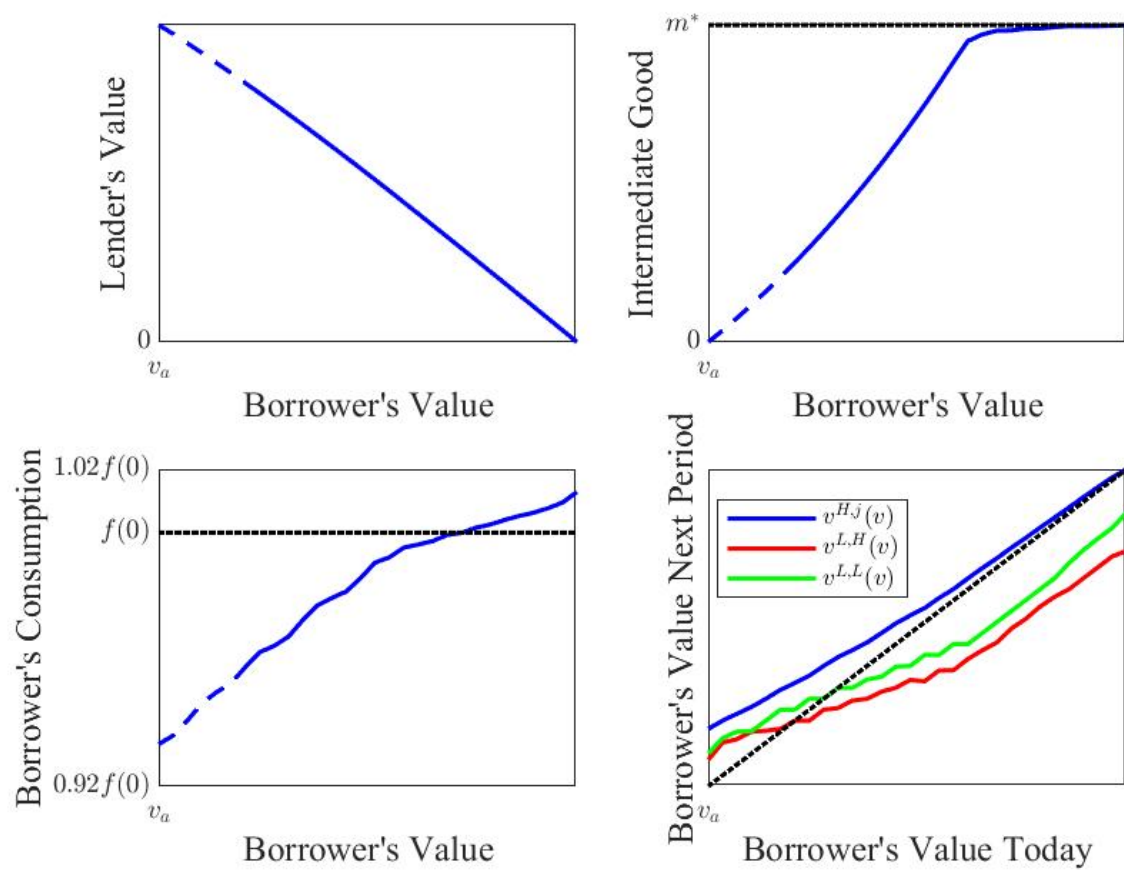 Lender's Value
0
v_a
Borrower's Value
Intermediate Good
m*
0
v_a
Borrower's Value
Borrower's Consumption
1.02f(0)
f(0)
0.92f(0)
v_a
Borrower's Value
Borrower's Value Next Period
v^{H,j}(v)
v^{L,H}(v)
v^{L,L}(v)
v_a
Borrower's Value Today